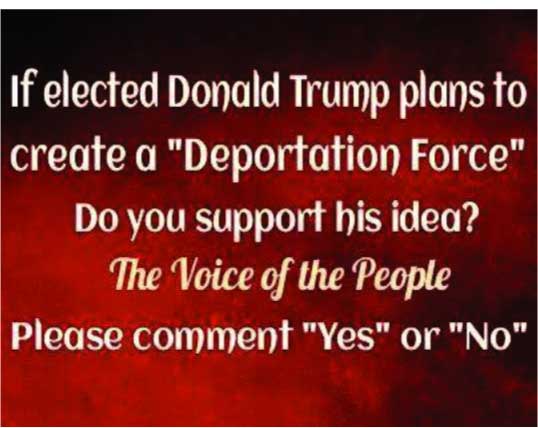 If elected Donald Trump plans to
create a "Deportation Force"
Do you support his idea?
The Voice of the People
Please comment "Yes" or "No"